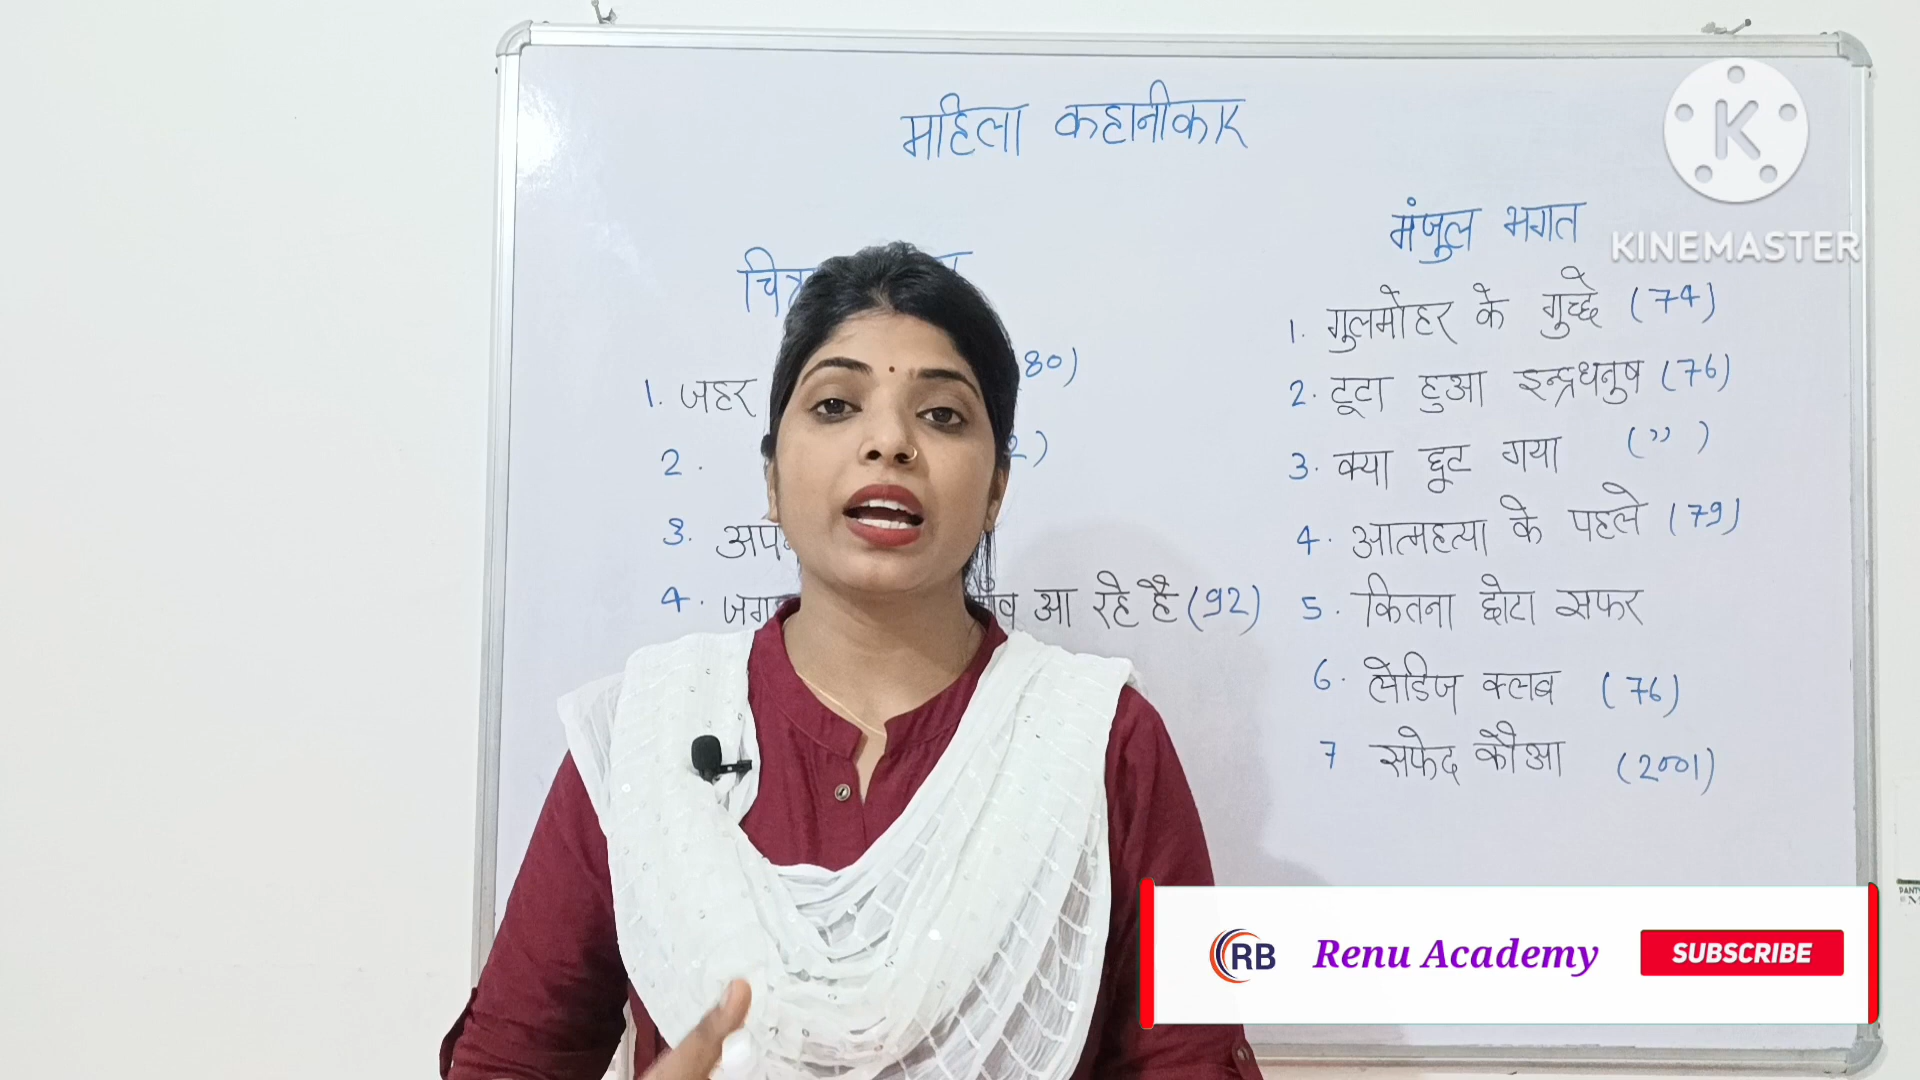 महिला कहानीकार
1. जहर 80)
2. 2)
3.
4. आ रहे है (92)
मंजूल भगत
1. गुलमोहर के गुच्छे (74)
2. टूटा हुआ इन्द्रधनुष (76)
3. क्या छूट गया ( ,, )
4. आत्महत्या के पहले (79)
5. कितना छोटा सफर
6. लेडिज क्लब (76)
7 सफेद कौआ (2001)
K
KINEMASTER
RB Renu Academy SUBSCRIBE